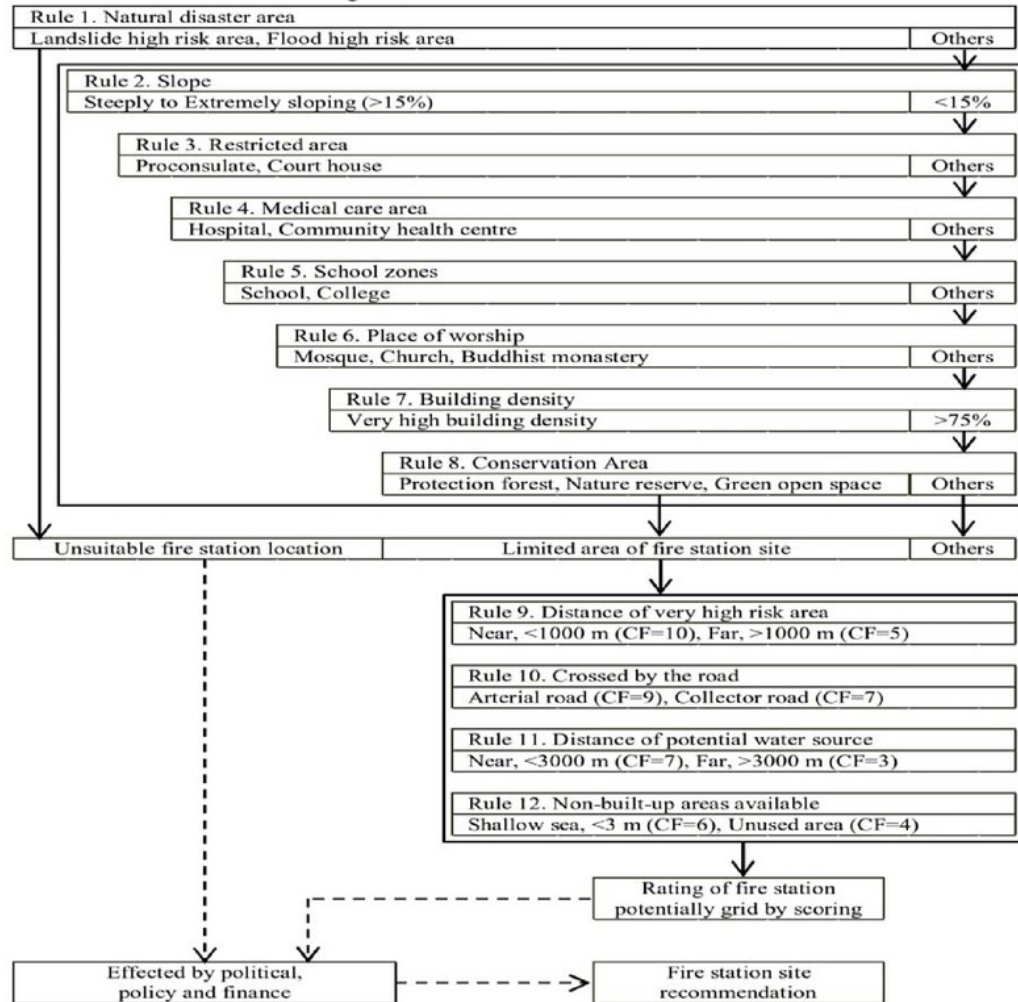 Rule 1. Natural disaster area
Landslide high risk area, Flood high risk area
Others
Rule 2. Slope
Steeply to Extremely sloping (>15%)
<15%
Rule 3. Restricted area
Proconsulate, Court house
Others
Rule 4. Medical care area
Hospital, Community health centre
Others
Rule 5. School zones
School, College
Others
Rule 6. Place of worship
Mosque, Church, Buddhist monastery
Others
Rule 7. Building density
Very high building density
>75%
Rule 8. Conservation Area
Protection forest, Nature reserve, Green open space
Others
Unsuitable fire station location
Limited area of fire station site
Others
Rule 9. Distance of very high risk area
Near, <1000 m (CF=10), Far, >1000 m (CF=5)
Rule 10. Crossed by the road
Arterial road (CF=9), Collector road (CF=7)
Rule 11. Distance of potential water source
Near, <3000 m (CF=7), Far, >3000 m (CF=3)
Rule 12. Non-built-up areas available
Shallow sea, <3 m (CF=6), Unused area (CF=4)
Rating of fire station
potentially grid by scoring
Effected by political,
policy and finance
Fire station site
recommendation